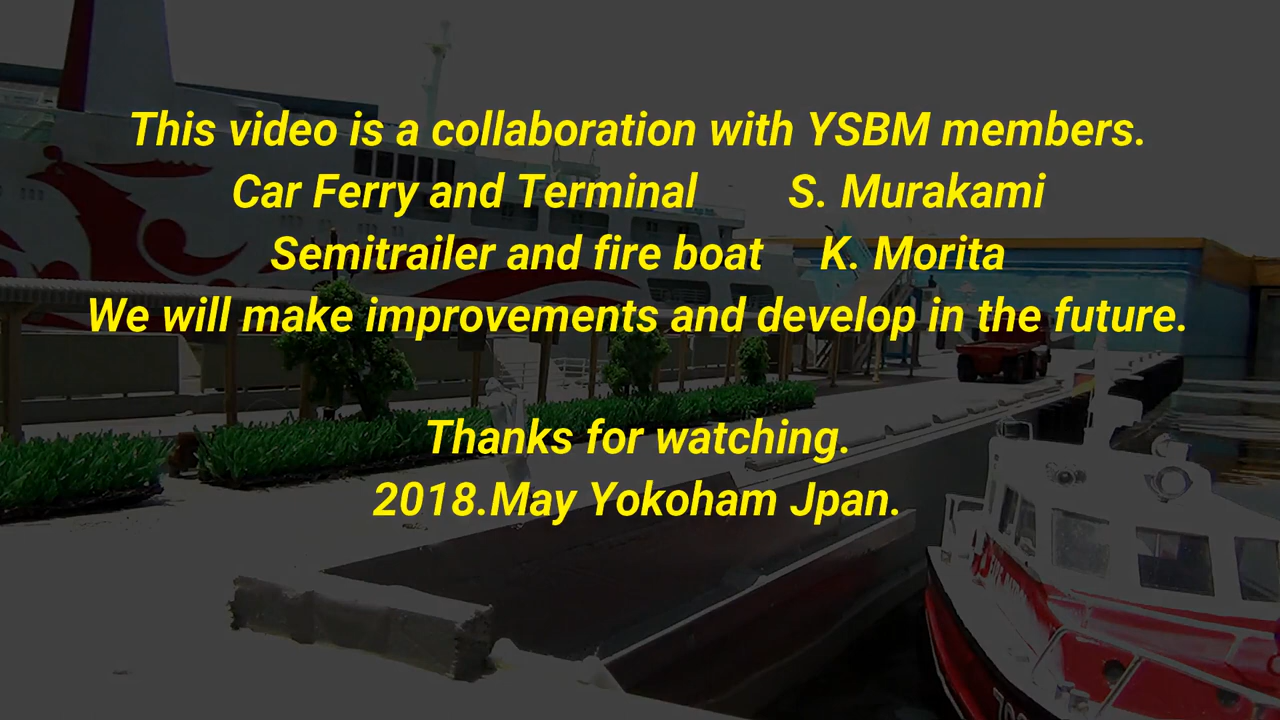 This video is a collaboration with YSBM members.
Car Ferry and Terminal S. Murakami
Semitrailer and fire boat K. Morita
We will make improvements and develop in the future.
Thanks for watching.
2018.May Yokoham Jpan.